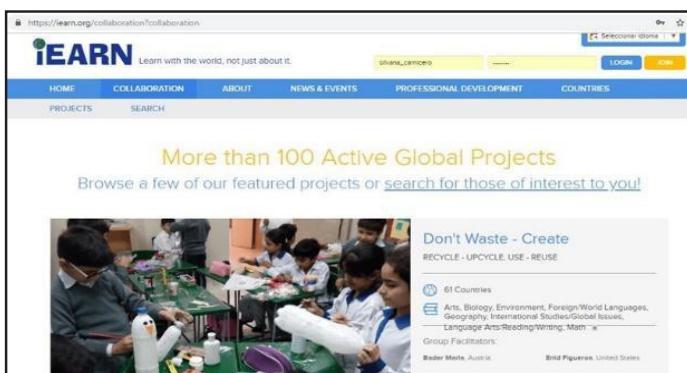 https://iearn.org/collaboration?collaboration
Seleccionar idioma
iEARN Learn with the world, not just about it.
silvana_carnicero ........ LOGIN JOIN
HOME COLLABORATION ABOUT NEWS & EVENTS PROFESSIONAL DEVELOPMENT COUNTRIES
PROJECTS SEARCH
More than 100 Active Global Projects
Browse a few of our featured projects or search for those of interest to you!
Don't Waste - Create
RECYCLE - UPCYCLE, USE - REUSE
61 Countries
Arts, Biology, Environment, Foreign/World Languages,
Geography, International Studies/Global Issues,
Language Arts:Reading/Writing, Math
Group Facilitators:
Bader Maria, Austria Enid Figueroa, United States